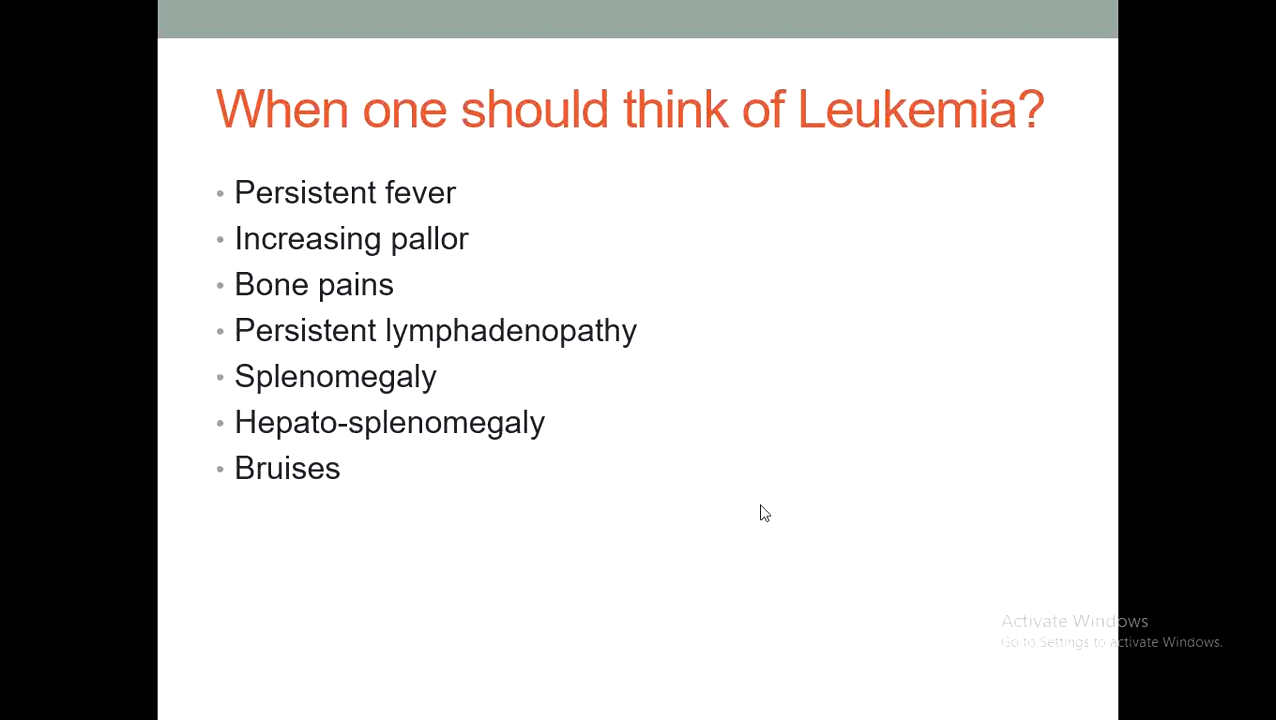 When one should think of Leukemia?
• Persistent fever
• Increasing pallor
• Bone pains
• Persistent lymphadenopathy
• Splenomegaly
• Hepato-splenomegaly
• Bruises
Activate Windows
Go to Settings to activate Windows.